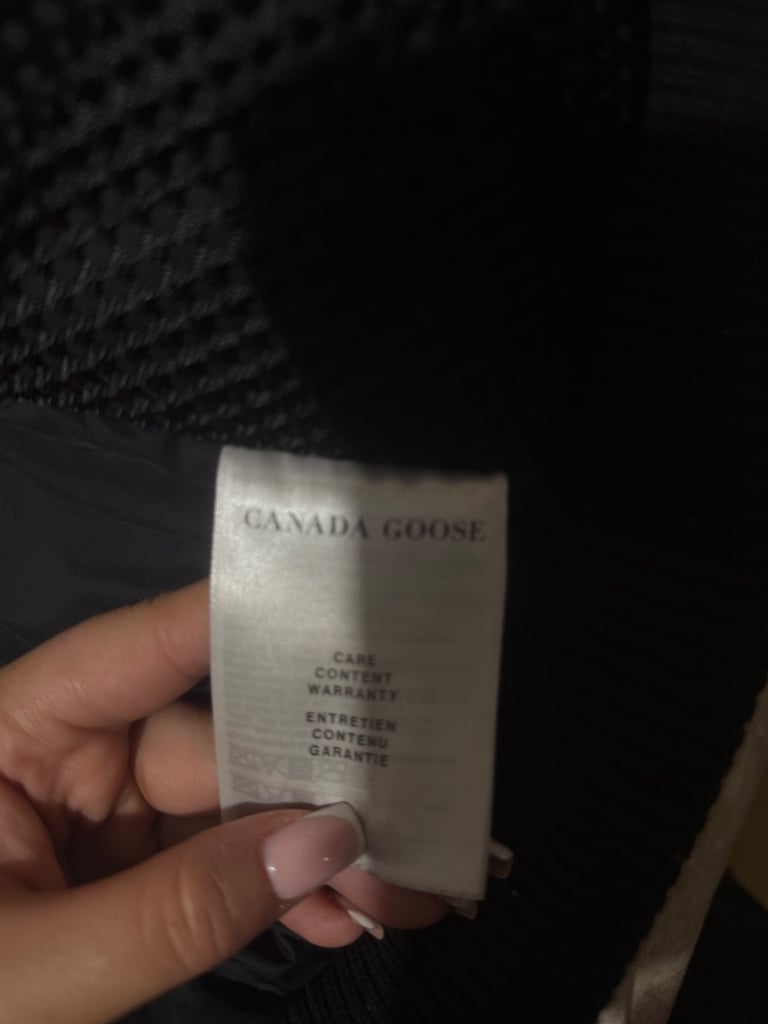 CANADA GOOSE
CARE
CONTENT
WARRANTY
ENTRETIEN
CONTENU
GARANTIE